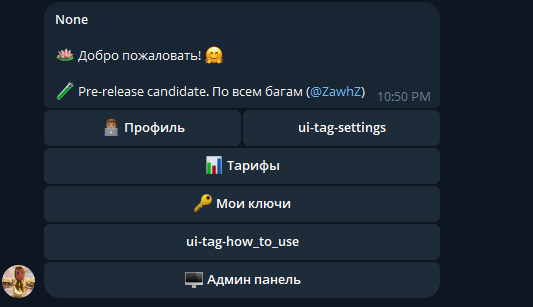 None
🪷 Добро пожаловать! 🤗
🧪 Pre-release candidate. По всем багам (@ZawhZ) 10:50 PM
👨🏽‍💻 Профиль
ui-tag-settings
📊 Тарифы
🔑 Мои ключи
ui-tag-how_to_use
🖥️ Админ панель